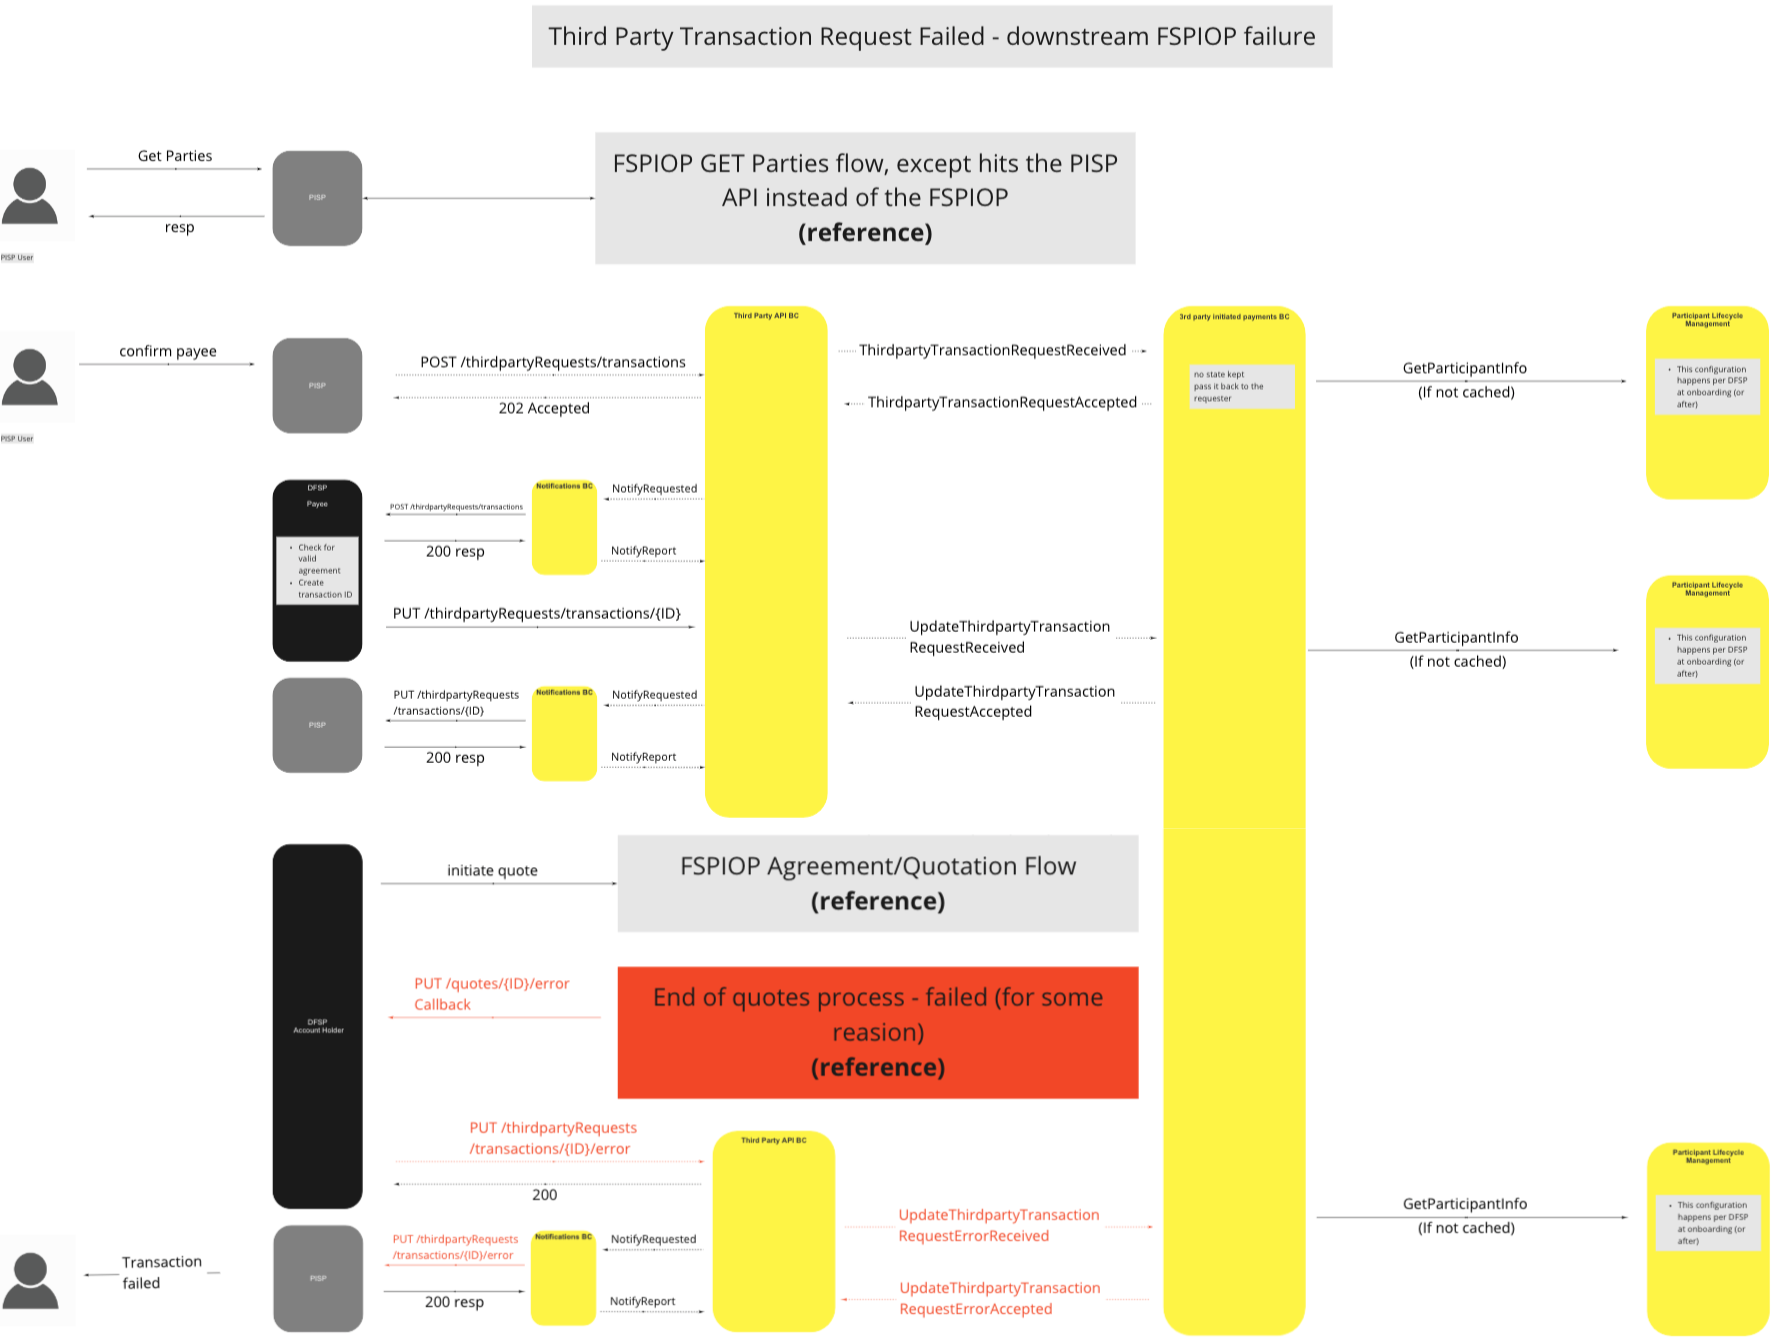 Third Party Transaction Request Failed - downstream FSPIOP failure
Get Parties
resp
PISP User
PISP
FSPIOP GET Parties flow, except hits the PISP
API instead of the FSPIOP
(reference)
confirm payee
PISP User
PISP
POST /thirdpartyRequests/transactions
202 Accepted
Third Party API BC
ThirdpartyTransactionRequestReceived
ThirdpartyTransactionRequestAccepted
3rd party initiated payments BC
no state kept
pass it back to the
requester
GetParticipantInfo
(If not cached)
Participant Lifecycle
Management
• This configuration
happens per DFSP
at onboarding (or
after)
DFSP
Payee
• Check for
valid
agreement
• Create
transaction ID
POST /thirdpartyRequests/transactions
200 resp
Notifications BC
NotifyRequested
NotifyReport
PUT /thirdpartyRequests/transactions/{ID}
UpdateThirdpartyTransaction
RequestReceived
GetParticipantInfo
(If not cached)
Participant Lifecycle
Management
• This configuration
happens per DFSP
at onboarding (or
after)
PISP
PUT /thirdpartyRequests
/transactions/{ID}
200 resp
Notifications BC
NotifyRequested
NotifyReport
UpdateThirdpartyTransaction
RequestAccepted
DFSP
Account Holder
initiate quote
FSPIOP Agreement/Quotation Flow
(reference)
PUT /quotes/{ID}/error
Callback
End of quotes process - failed (for some
reason)
(reference)
PUT /thirdpartyRequests
/transactions/{ID}/error
200
Third Party API BC
UpdateThirdpartyTransaction
RequestErrorReceived
UpdateThirdpartyTransaction
RequestErrorAccepted
GetParticipantInfo
(If not cached)
Participant Lifecycle
Management
• This configuration
happens per DFSP
at onboarding (or
after)
Transaction
failed
PISP
PUT /thirdpartyRequests
/transactions/{ID}/error
200 resp
Notifications BC
NotifyRequested
NotifyReport